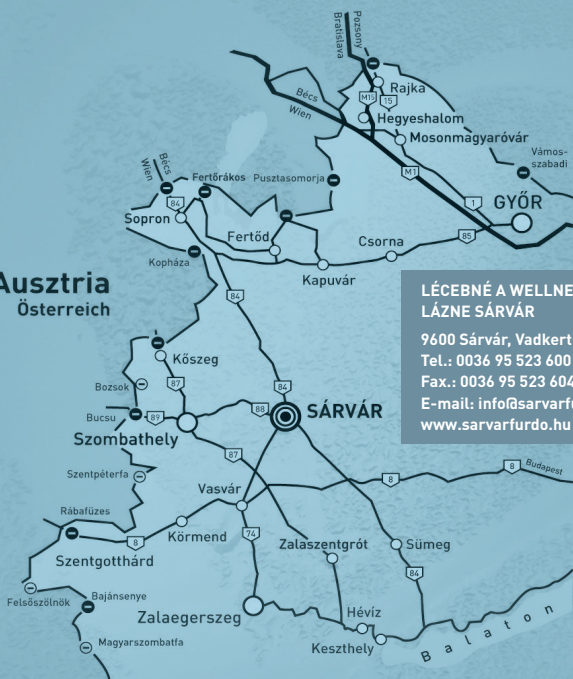 Pozsony
Bratislava
Rajka
M15
15
Bécs
Wien
Hegyeshalom
Mosonmagyaróvár
Vámos-
szabadi
M1
Bécs
Wien
Fertőrákos
Pusztasomorja
84
1
GYŐR
Sopron
Fertőd
Csorna
85
Kopháza
Kapuvár
Ausztria
Österreich
84
LÉCEBNÉ A WELLNE
LÁZNE SÁRVÁR
9600 Sárvár, Vadkert
Tel.: 0036 95 523 600
Fax.: 0036 95 523 604
E-mail: info@sarvarfu
www.sarvarfurdo.hu
Kőszeg
Bozsok
87
84
Bucsu
89
88
SÁRVÁR
Szombathely
87
Szentpéterfa
8
8
Budapest
Vasvár
Rábafüzes
8
Körmend
74
Zalaszentgrót
Sümeg
Szentgotthárd
84
Felsőszölnök
Bajánsenye
Zalaegerszeg
Hévíz
Magyarszombatfa
Keszthely
Balaton